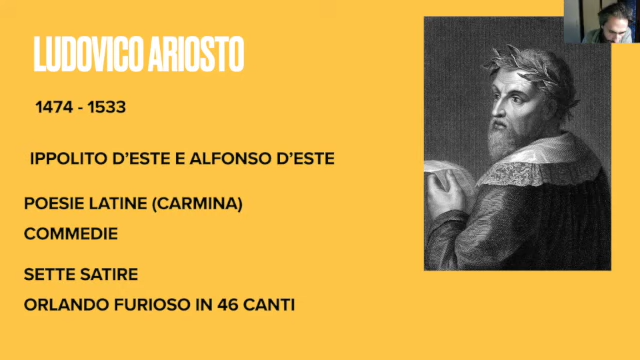 LUDOVICO ARIOSTO
1474 - 1533
IPPOLITO D'ESTE E ALFONSO D'ESTE
POESIE LATINE (CARMINA)
COMMEDIE
SETTE SATIRE
ORLANDO FURIOSO IN 46 CANTI